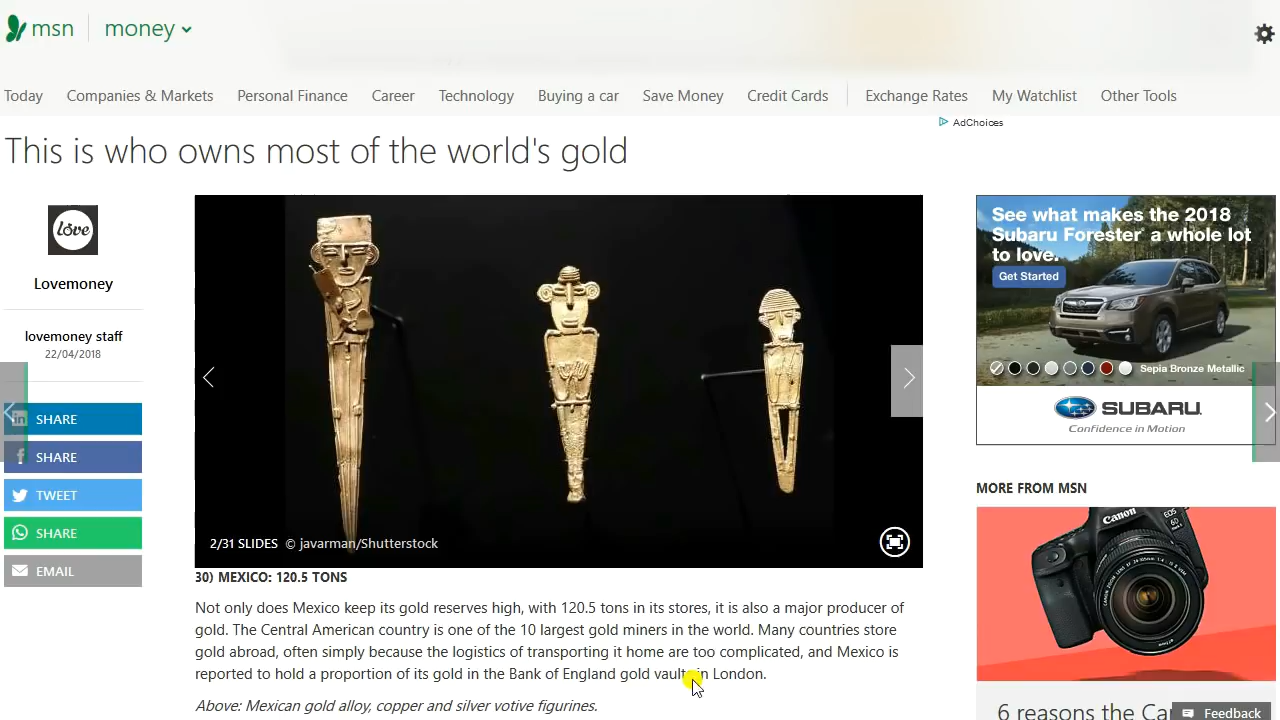 msn
money
Today
Companies & Markets
Personal Finance
Career
Technology
Buying a car
Save Money
Credit Cards
Exchange Rates
My Watchlist
Other Tools
AdChoices
This is who owns most of the world's gold
love
Lovemoney
lovemoney staff
22/04/2018
in SHARE
f SHARE
TWEET
SHARE
EMAIL
2/31 SLIDES © javarman/Shutterstock
30) MEXICO: 120.5 TONS
Not only does Mexico keep its gold reserves high, with 120.5 tons in its stores, it is also a major producer of
gold. The Central American country is one of the 10 largest gold miners in the world. Many countries store
gold abroad, often simply because the logistics of transporting it home are too complicated, and Mexico is
reported to hold a proportion of its gold in the Bank of England gold vaults in London.
Above: Mexican gold alloy, copper and silver votive figurines.
See what makes the 2018
Subaru Forester® a whole lot
to love.
Get Started
Sepia Bronze Metallic
SUBARU
Confidence in Motion
MORE FROM MSN
Canon
EOS
6D
6 reasons the Ca
Feedback